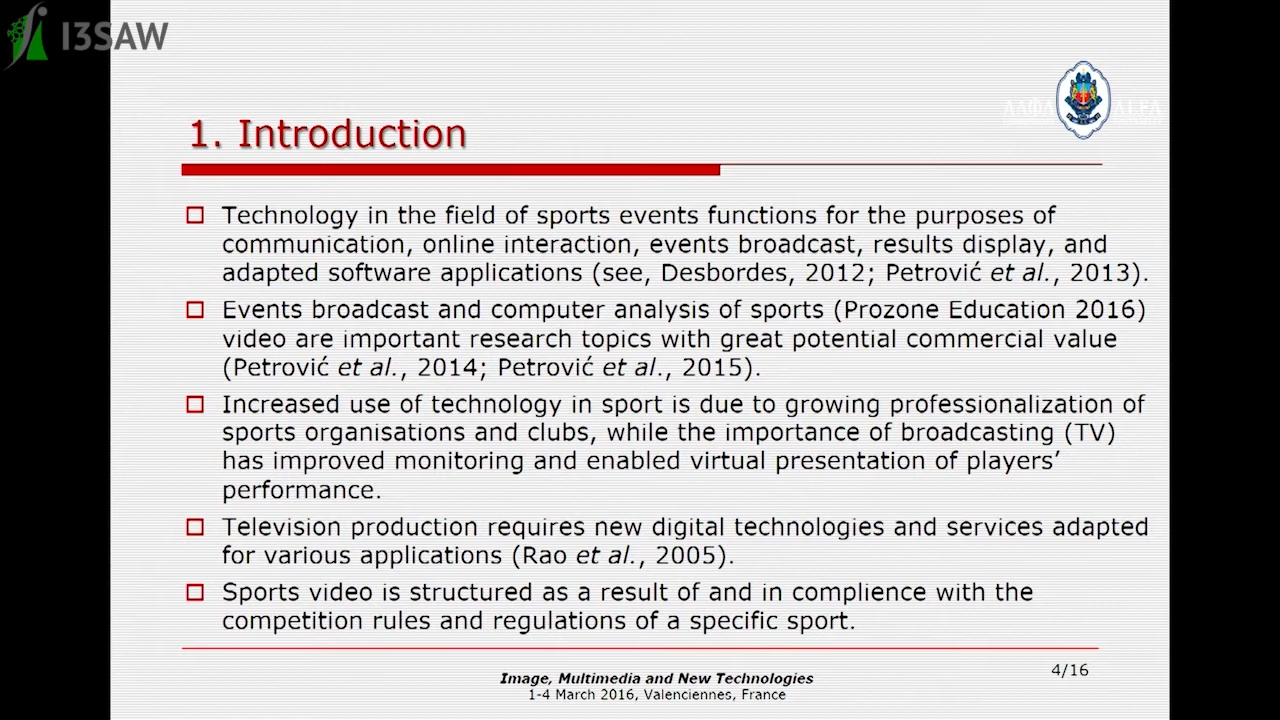 I3SAW
1. Introduction
Technology in the field of sports events functions for the purposes of
communication, online interaction, events broadcast, results display, and
adapted software applications (see, Desbordes, 2012; Petrović et al., 2013).
Events broadcast and computer analysis of sports (Prozone Education 2016)
video are important research topics with great potential commercial value
(Petrović et al., 2014; Petrović et al., 2015).
Increased use of technology in sport is due to growing professionalization of
sports organisations and clubs, while the importance of broadcasting (TV)
has improved monitoring and enabled virtual presentation of players’
performance.
Television production requires new digital technologies and services adapted
for various applications (Rao et al., 2005).
Sports video is structured as a result of and in complience with the
competition rules and regulations of a specific sport.
Image, Multimedia and New Technologies
1-4 March 2016, Valenciennes, France
4/16